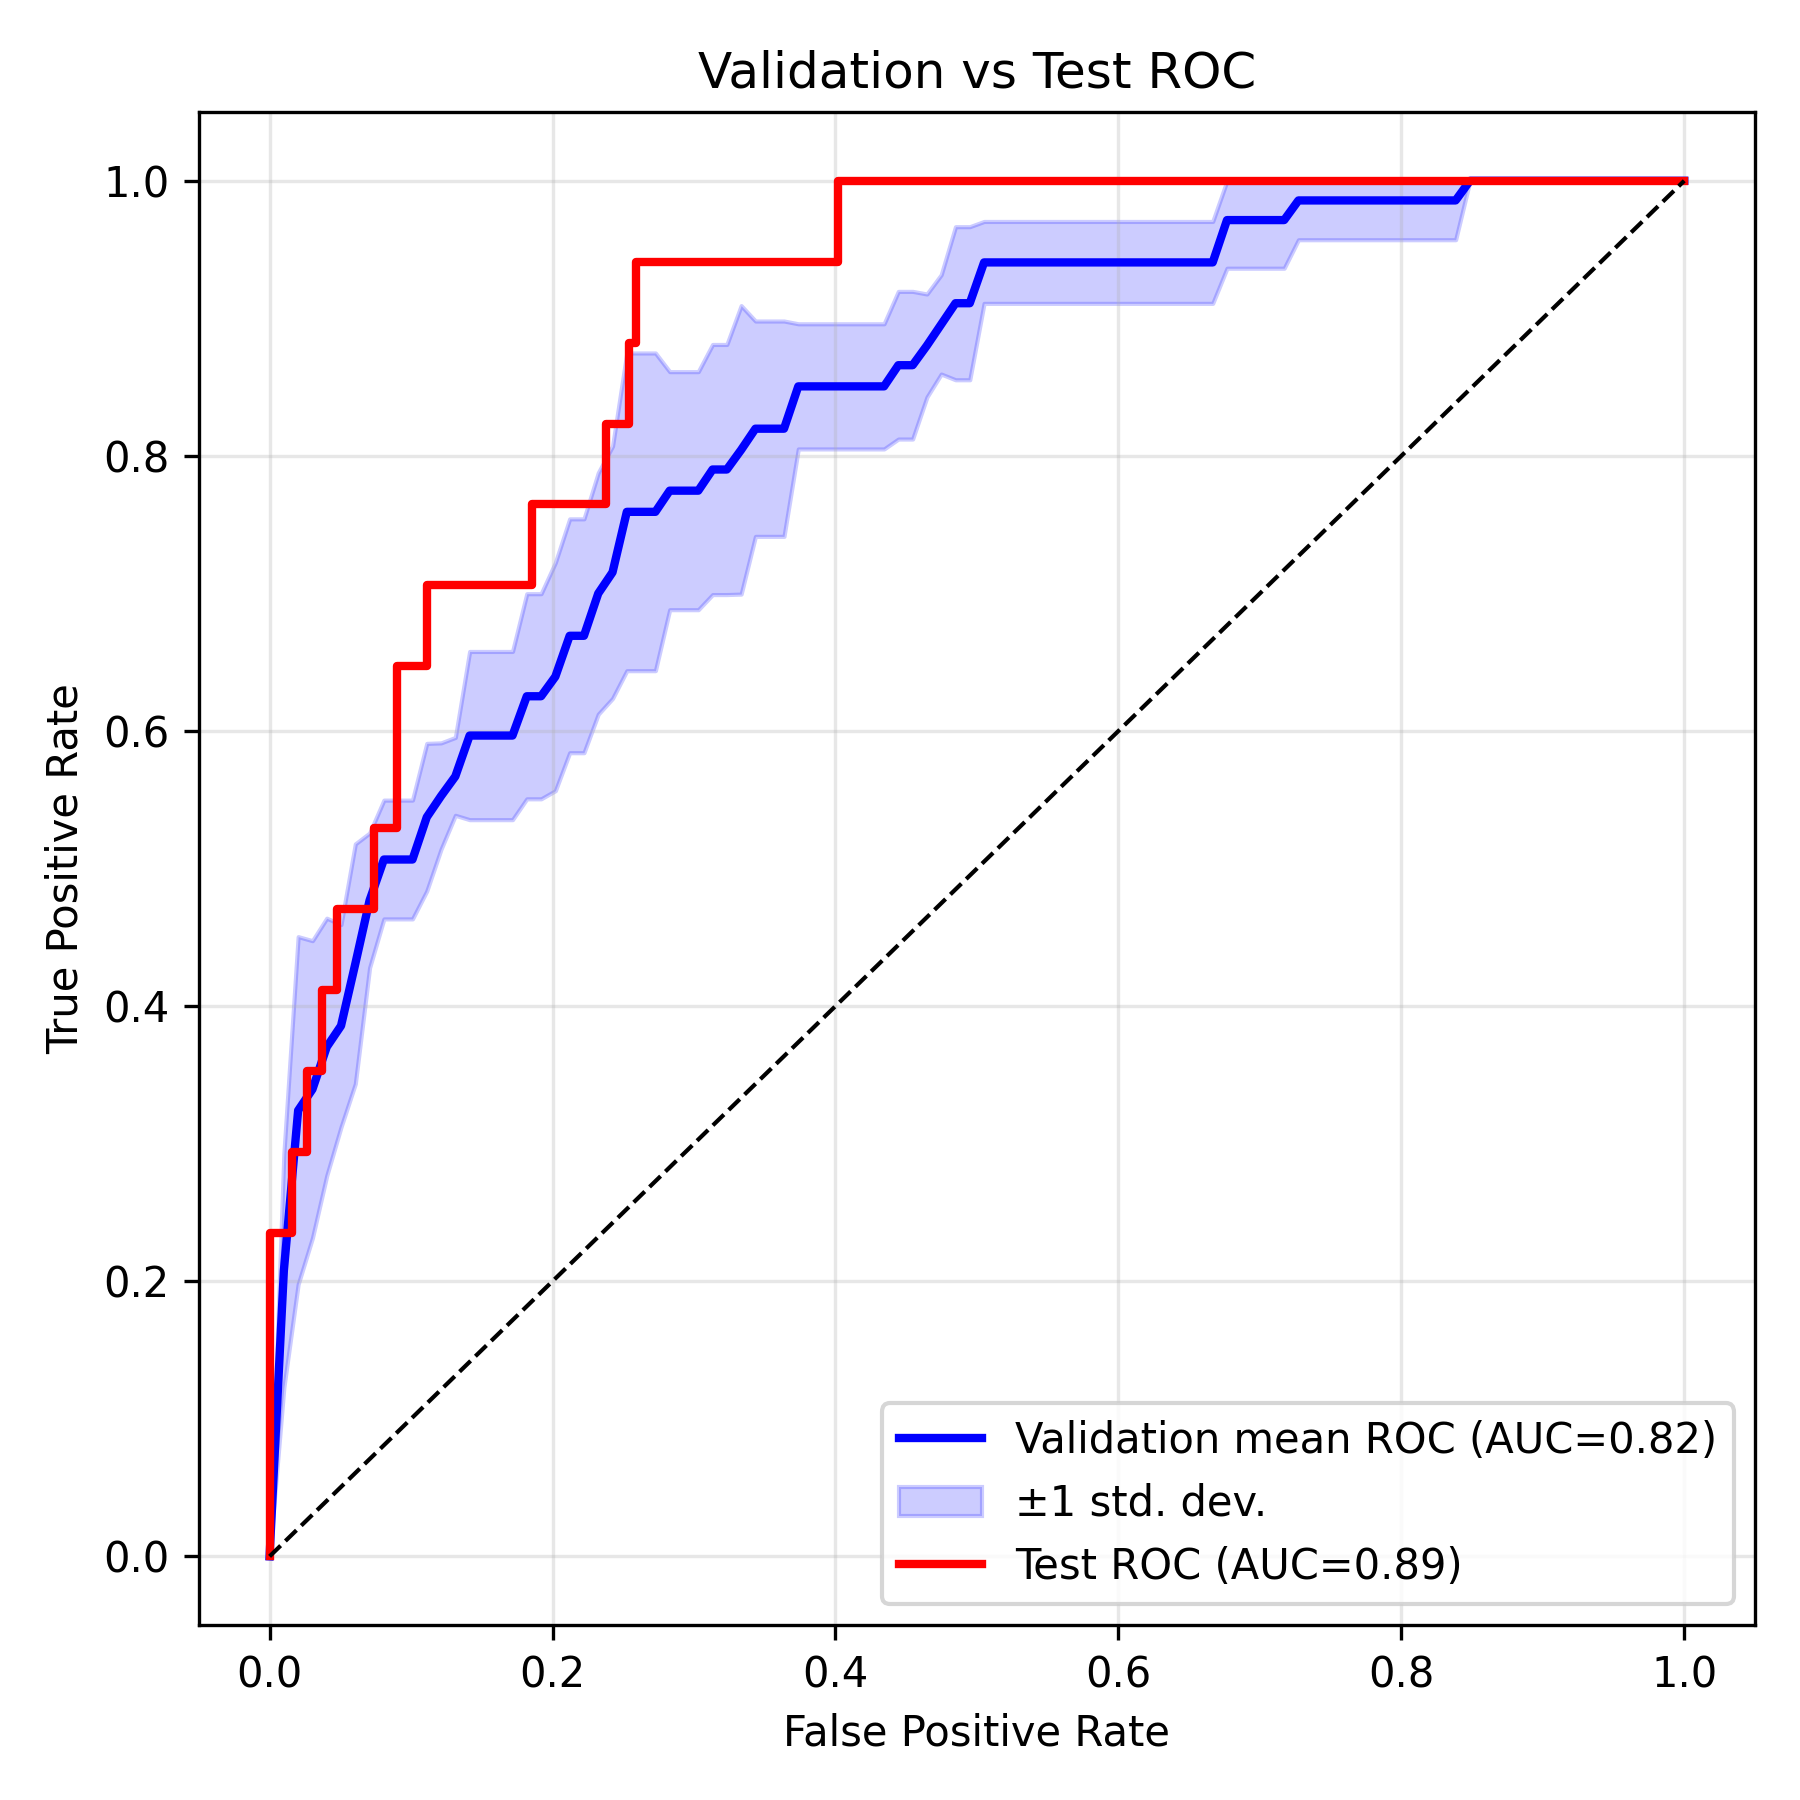 Validation vs Test ROC
1.0
0.8
0.6
0.4
0.2
0.0
True Positive Rate
Validation mean ROC (AUC=0.82)
±1 std. dev.
Test ROC (AUC=0.89)
0.0 0.2 0.4 0.6 0.8 1.0
False Positive Rate